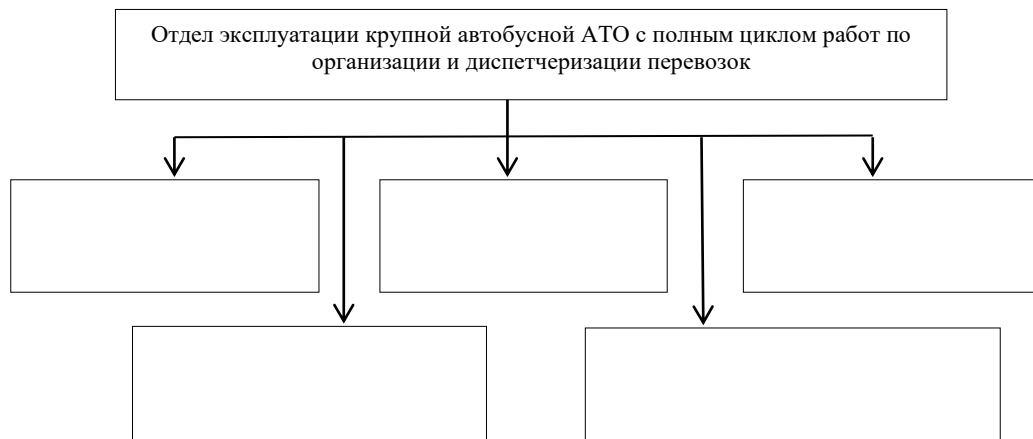 Отдел эксплуатации крупной автобусной АТО с полным циклом работ по
организации и диспетчеризации перевозок